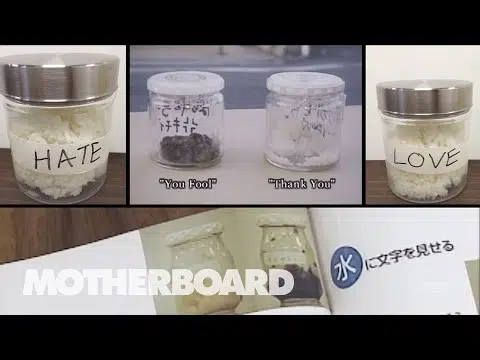 HATE
"You Fool"
"Thank You"
LOVE
MOTHERBOARD
水に文字を見せる